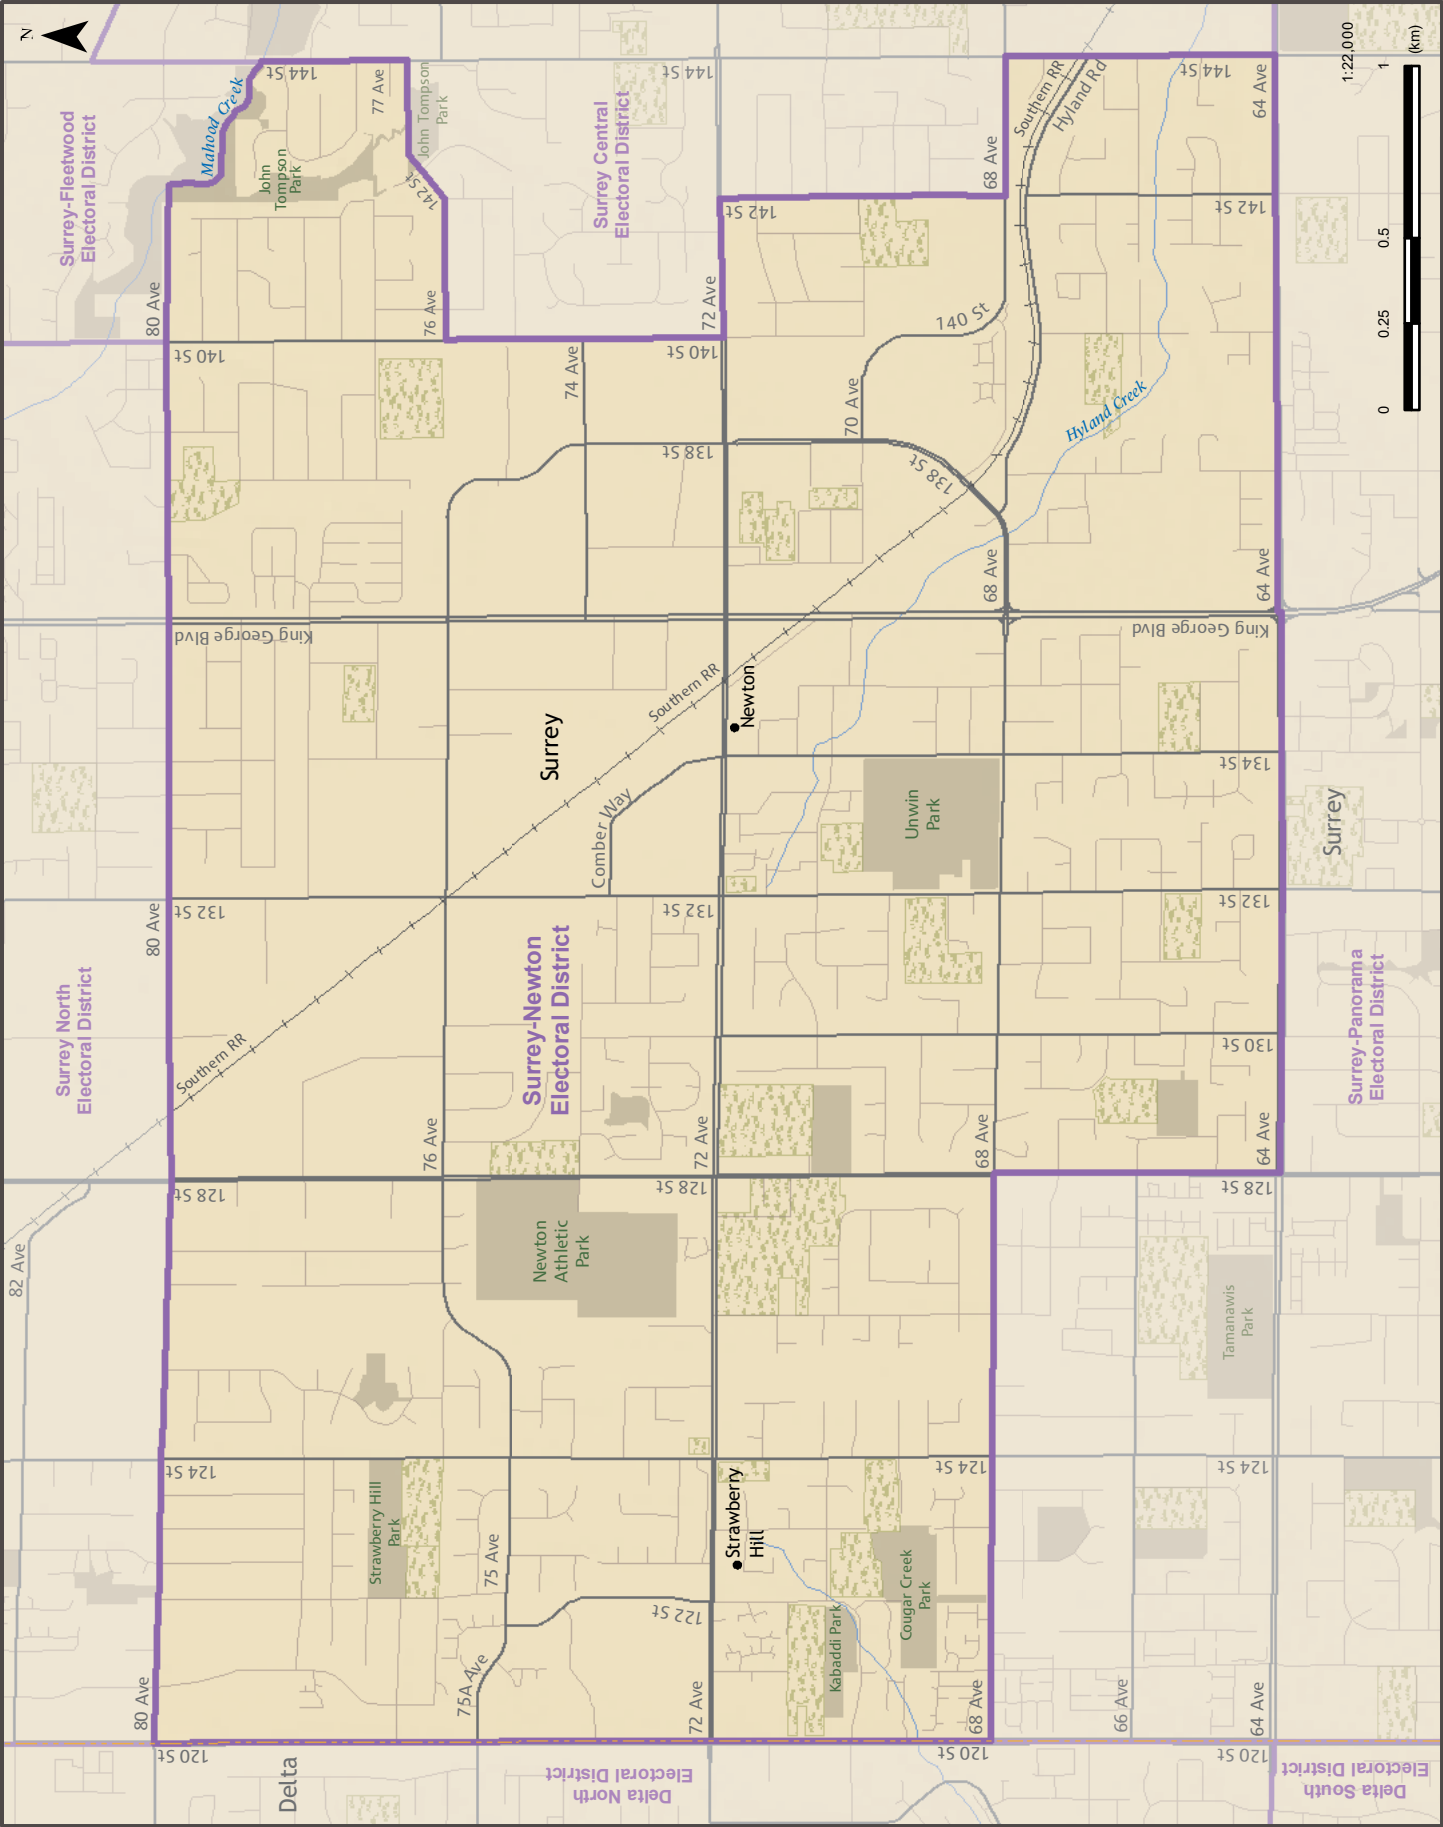 N
1:22,000
0
0.25
0.5
1
(km)
Surrey-Fleetwood
Electoral District
Mahood Creek
144 St
77 Ave
John Tompson
Park
John
Tompson
Park
142 St
Surrey Central
Electoral District
144 St
68 Ave
Southern RR
Hyland Rd
144 St
64 Ave
142 St
142 St
80 Ave
76 Ave
72 Ave
140 St
140 St
140 St
74 Ave
70 Ave
138 St
138 St
Hyland Creek
68 Ave
64 Ave
King George Blvd
King George Blvd
Surrey
Southern RR
Newton
134 St
Comber Way
Unwin
Park
Surrey
80 Ave
132 St
132 St
132 St
Surrey North
Electoral District
Surrey-Newton
Electoral District
Surrey-Panorama
Electoral District
Southern RR
130 St
76 Ave
72 Ave
68 Ave
64 Ave
128 St
128 St
128 St
82 Ave
Newton
Athletic
Park
Tamanawis
Park
124 St
124 St
124 St
Strawberry Hill
Park
75 Ave
Strawberry
Hill
122 St
Cougar Creek
Park
Kabaddi Park
80 Ave
75A Ave
72 Ave
68 Ave
66 Ave
64 Ave
120 St
120 St
120 St
Delta
Delta North
Electoral District
Delta South
Electoral District